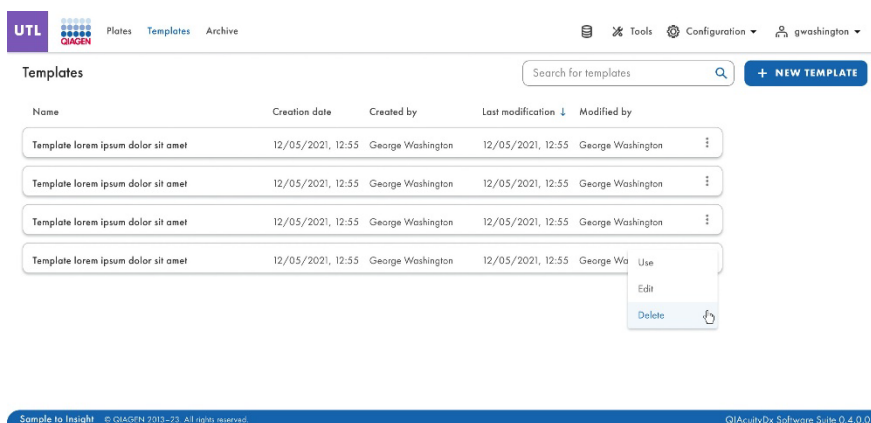 UTL QIAGEN Plates Templates Archive Tools Configuration gwashington
Templates Search for templates + NEW TEMPLATE
Name Creation date Created by Last modification ↓ Modified by
Template lorem ipsum dolor sit amet 12/05/2021, 12:55 George Washington 12/05/2021, 12:55 George Washington
Template lorem ipsum dolor sit amet 12/05/2021, 12:55 George Washington 12/05/2021, 12:55 George Washington
Template lorem ipsum dolor sit amet 12/05/2021, 12:55 George Washington 12/05/2021, 12:55 George Washington
Template lorem ipsum dolor sit amet 12/05/2021, 12:55 George Washington 12/05/2021, 12:55 George Wa
Use
Edit
Delete
Sample to Insight © QIAGEN 2013–23. All rights reserved. QIAcuityDx Software Suite 0.4.0.0